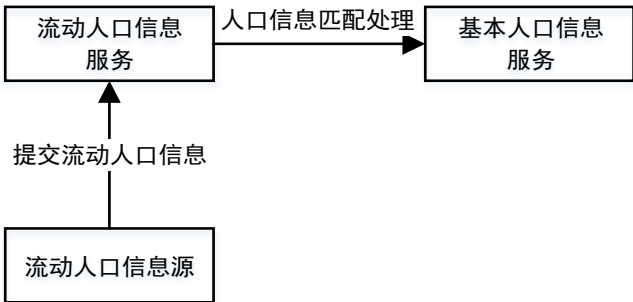 流动人口信息
服务
人口信息匹配处理
基本人口信息
服务
提交流动人口信息
流动人口信息源